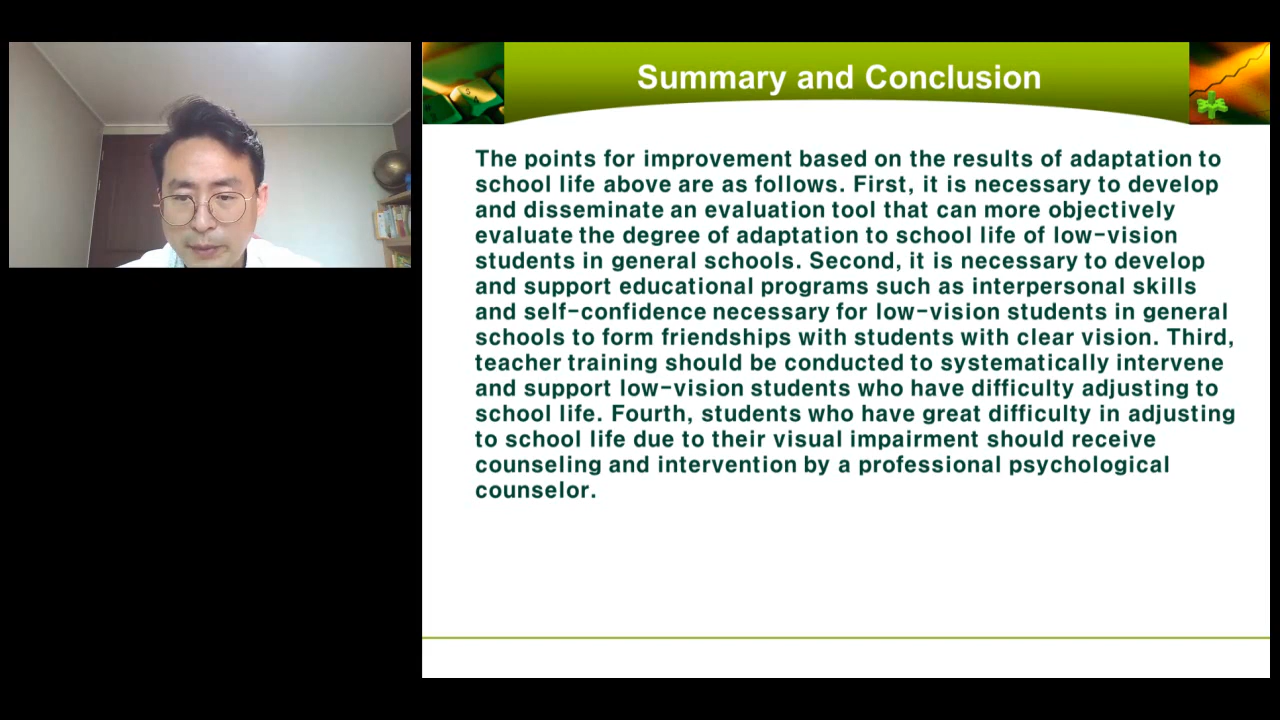 Summary and Conclusion
The points for improvement based on the results of adaptation to
school life above are as follows. First, it is necessary to develop
and disseminate an evaluation tool that can more objectively
evaluate the degree of adaptation to school life of low-vision
students in general schools. Second, it is necessary to develop
and support educational programs such as interpersonal skills
and self-confidence necessary for low-vision students in general
schools to form friendships with students with clear vision. Third,
teacher training should be conducted to systematically intervene
and support low-vision students who have difficulty adjusting to
school life. Fourth, students who have great difficulty in adjusting
to school life due to their visual impairment should receive
counseling and intervention by a professional psychological
counselor.